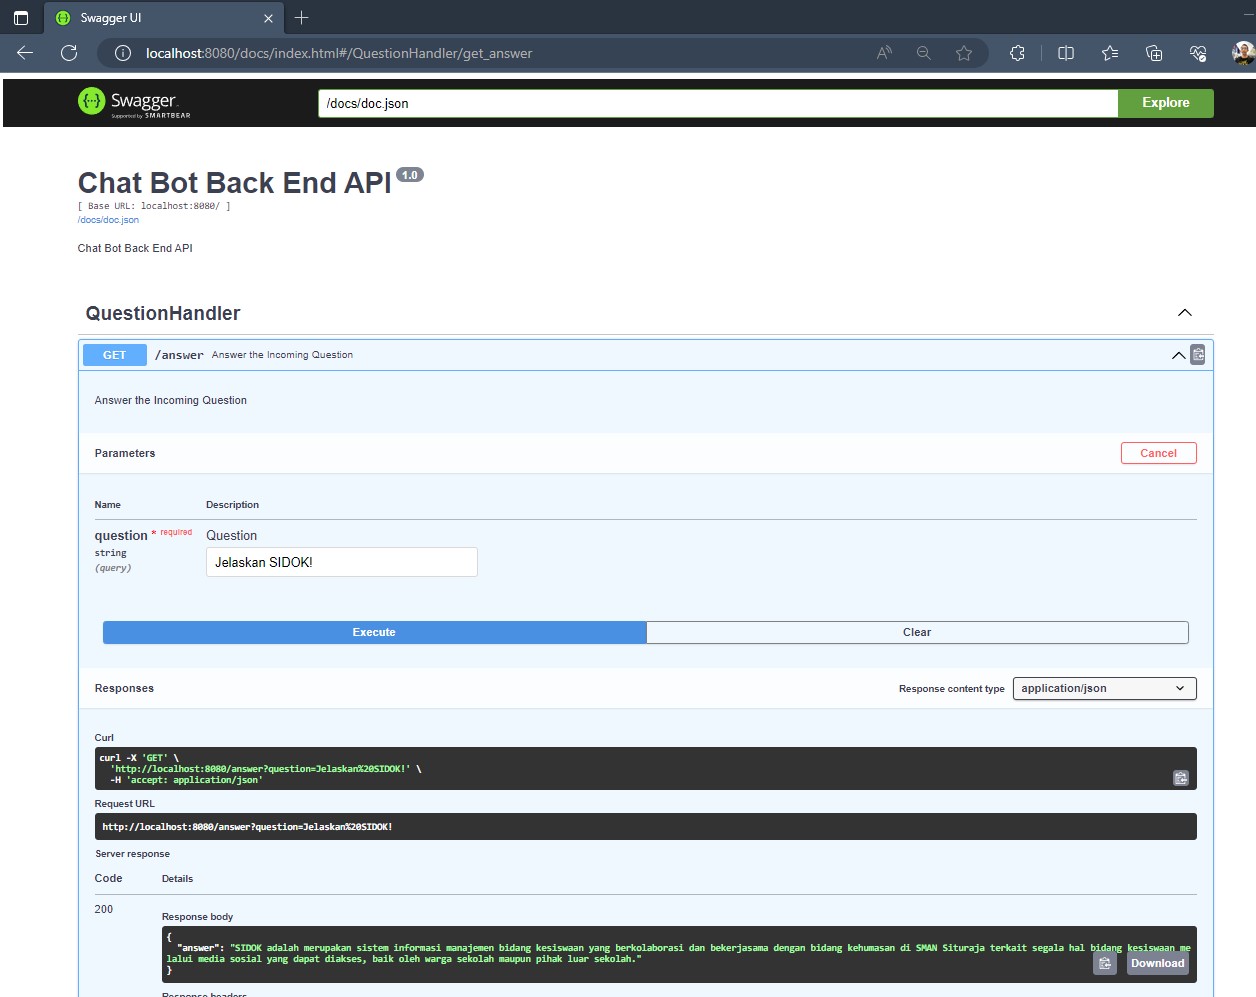 Swagger UI
localhost:8080/docs/index.html#/QuestionHandler/get_answer
Swagger
Supported by SMARTBEAR
/docs/doc.json
Explore
Chat Bot Back End API 1.0
[ Base URL: localhost:8080/ ]
/docs/doc.json
Chat Bot Back End API
QuestionHandler
GET /answer Answer the Incoming Question
Answer the Incoming Question
Parameters
Cancel
Name Description
question * required Question
string
(query)
Jelaskan SIDOK!
Execute Clear
Responses
Response content type application/json
Curl
curl -X 'GET' \
'http://localhost:8080/answer?question=Jelaskan%20SIDOK!' \
-H 'accept: application/json'
Request URL
http://localhost:8080/answer?question=Jelaskan%20SIDOK!
Server response
Code Details
200
Response body
{
"answer": "SIDOK adalah merupakan sistem informasi manajemen bidang kesiswaan yang berkolaborasi dan bekerjasama dengan bidang kehumasan di SMAN Situraja terkait segala hal bidang kesiswaan me
lalui media sosial yang dapat diakses, baik oleh warga sekolah maupun pihak luar sekolah."
}
Download
Response headers